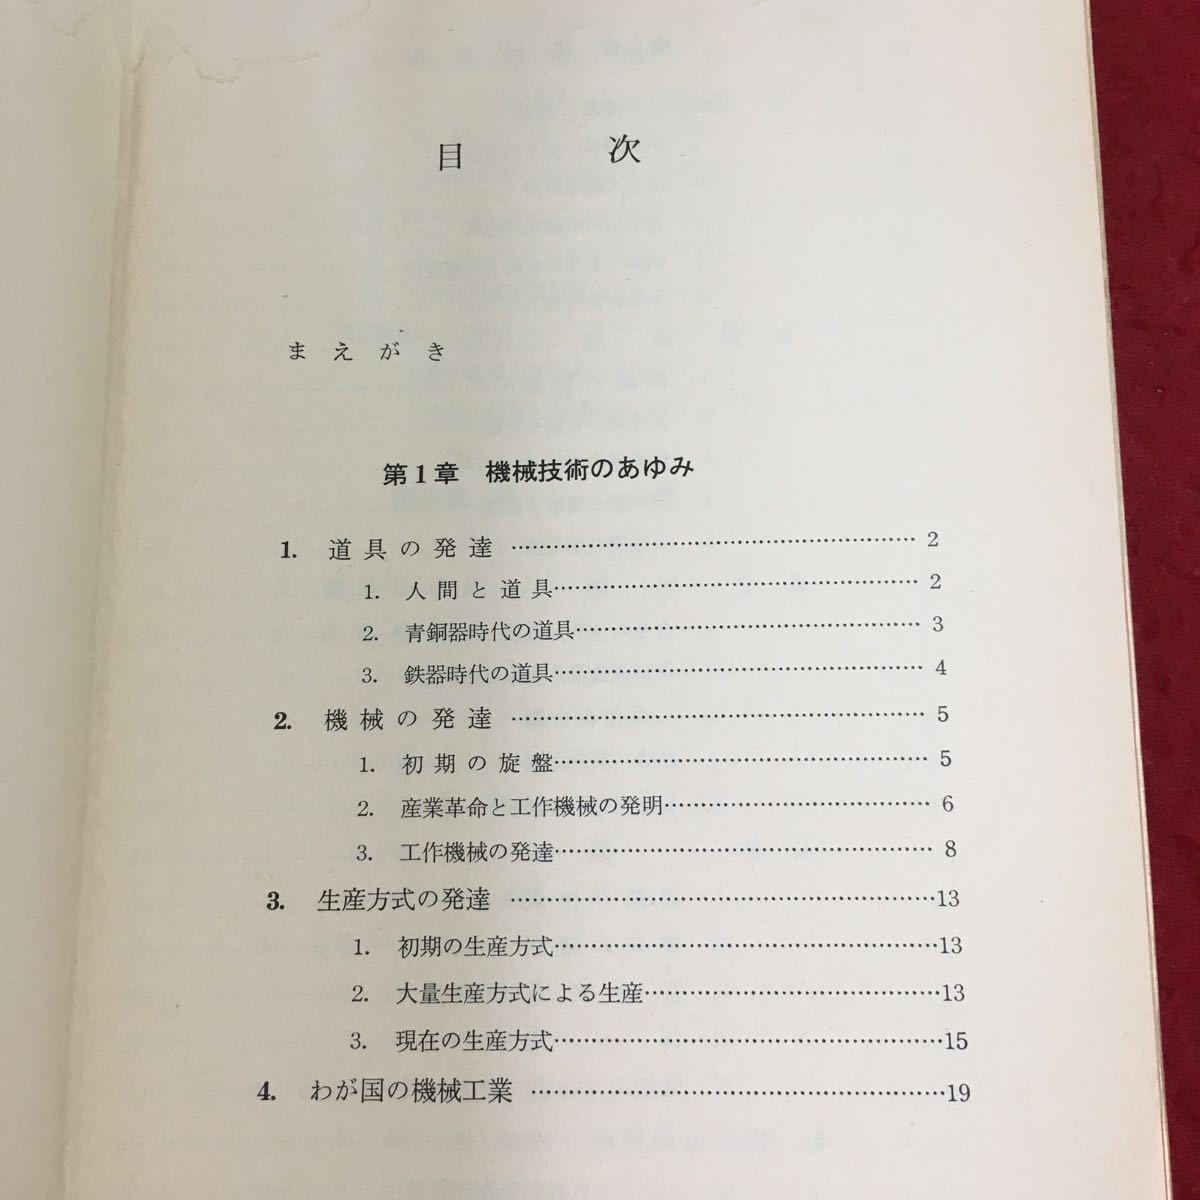 目次
まえがき
第1章 機械技術のあゆみ
1. 道具の発達 …… 2
1. 人間と道具…… 2
2. 青銅器時代の道具…… 3
3. 鉄器時代の道具…… 4
2. 機械の発達 …… 5
1. 初期の旋盤…… 5
2. 産業革命と工作機械の発明…… 6
3. 工作機械の発達…… 8
3. 生産方式の発達 ……13
1. 初期の生産方式……13
2. 大量生産方式による生産……13
3. 現在の生産方式……15
4. わが国の機械工業 ……19